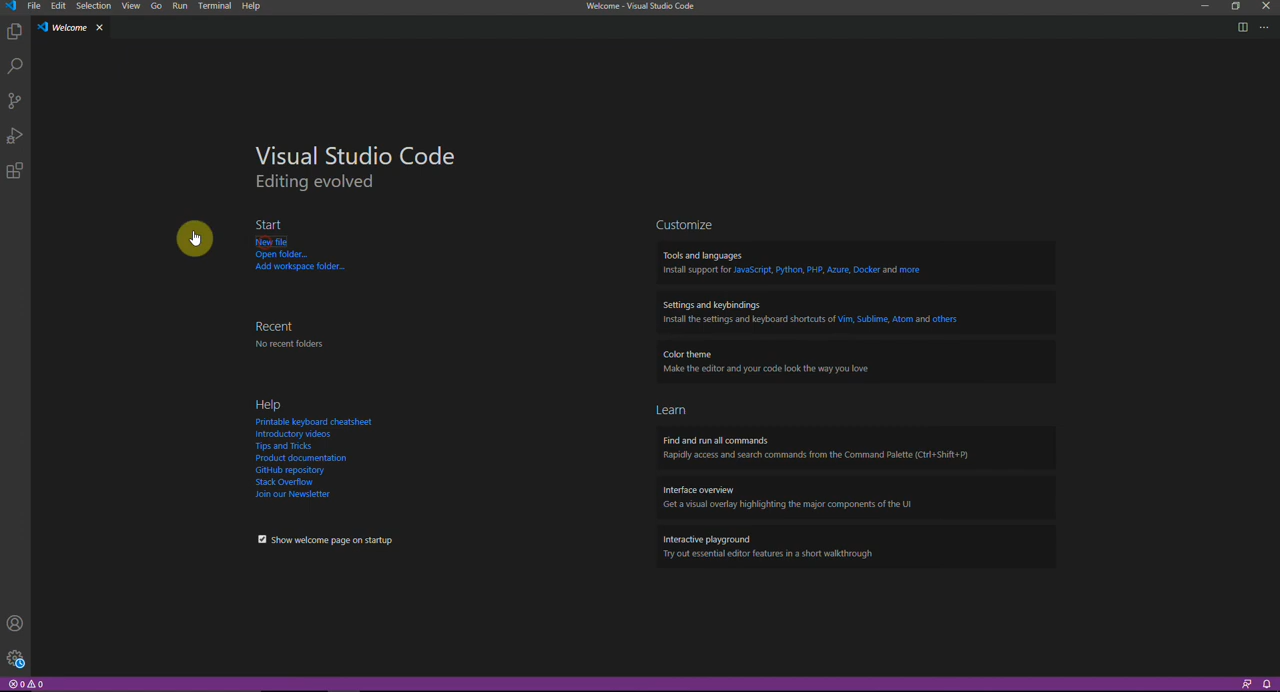 File Edit Selection View Go Run Terminal Help
Welcome - Visual Studio Code
Welcome
Visual Studio Code
Editing evolved
Start
New file
Open folder...
Add workspace folder...
Recent
No recent folders
Help
Printable keyboard cheatsheet
Introductory videos
Tips and Tricks
Product documentation
GitHub repository
Stack Overflow
Join our Newsletter
Show welcome page on startup
Customize
Tools and languages
Install support for JavaScript, Python, PHP, Azure, Docker and more
Settings and keybindings
Install the settings and keyboard shortcuts of Vim, Sublime, Atom and others
Color theme
Make the editor and your code look the way you love
Learn
Find and run all commands
Rapidly access and search commands from the Command Palette (Ctrl+Shift+P)
Interface overview
Get a visual overlay highlighting the major components of the UI
Interactive playground
Try out essential editor features in a short walkthrough
0 0